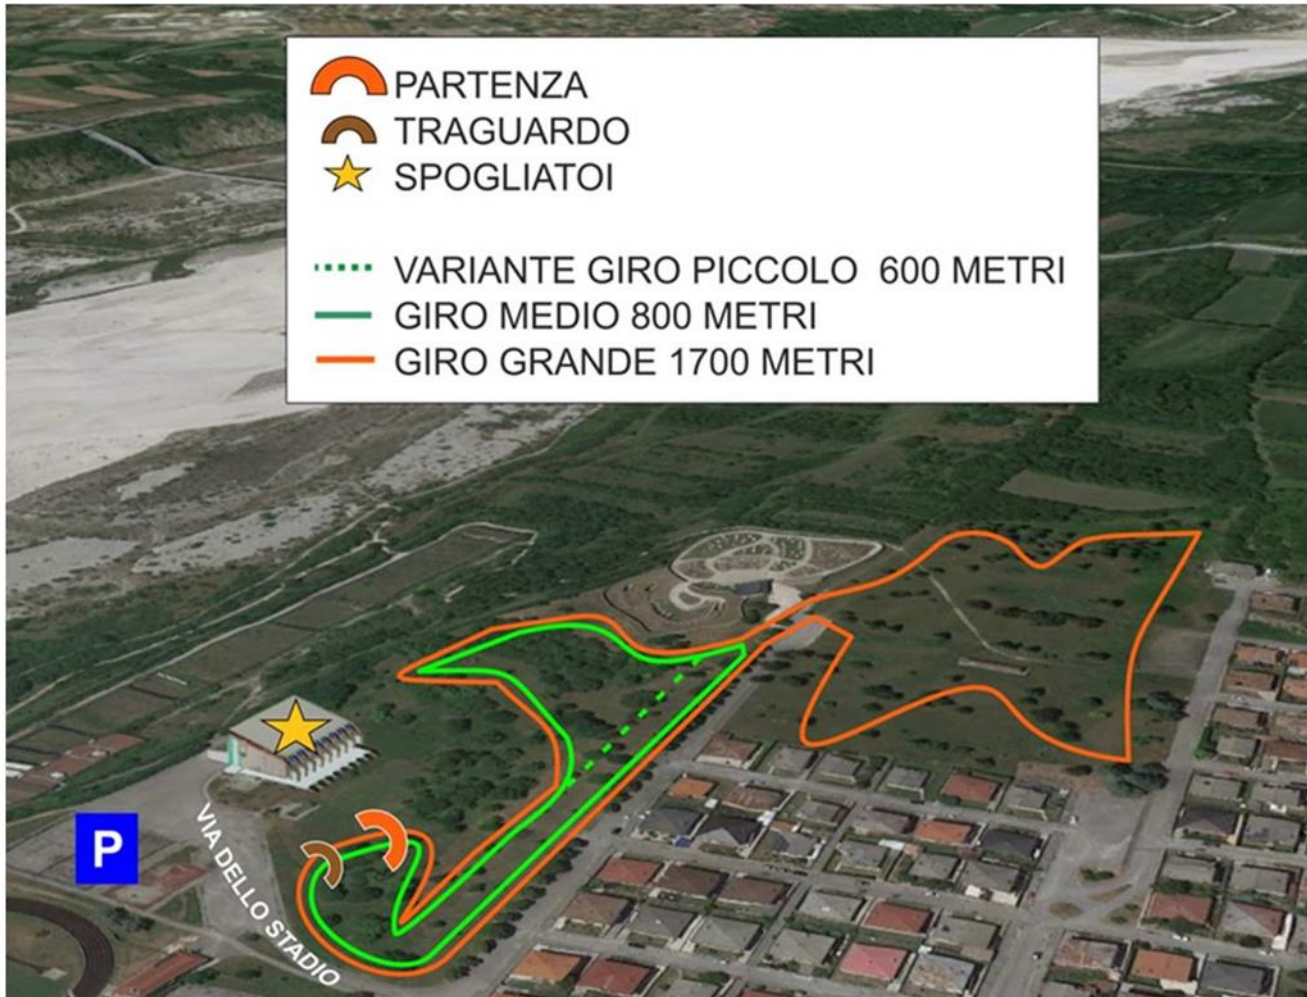 PARTENZA
TRAGUARDO
SPOGLIATOI
VARIANTE GIRO PICCOLO 600 METRI
GIRO MEDIO 800 METRI
GIRO GRANDE 1700 METRI
P
VIA DELLO STADIO